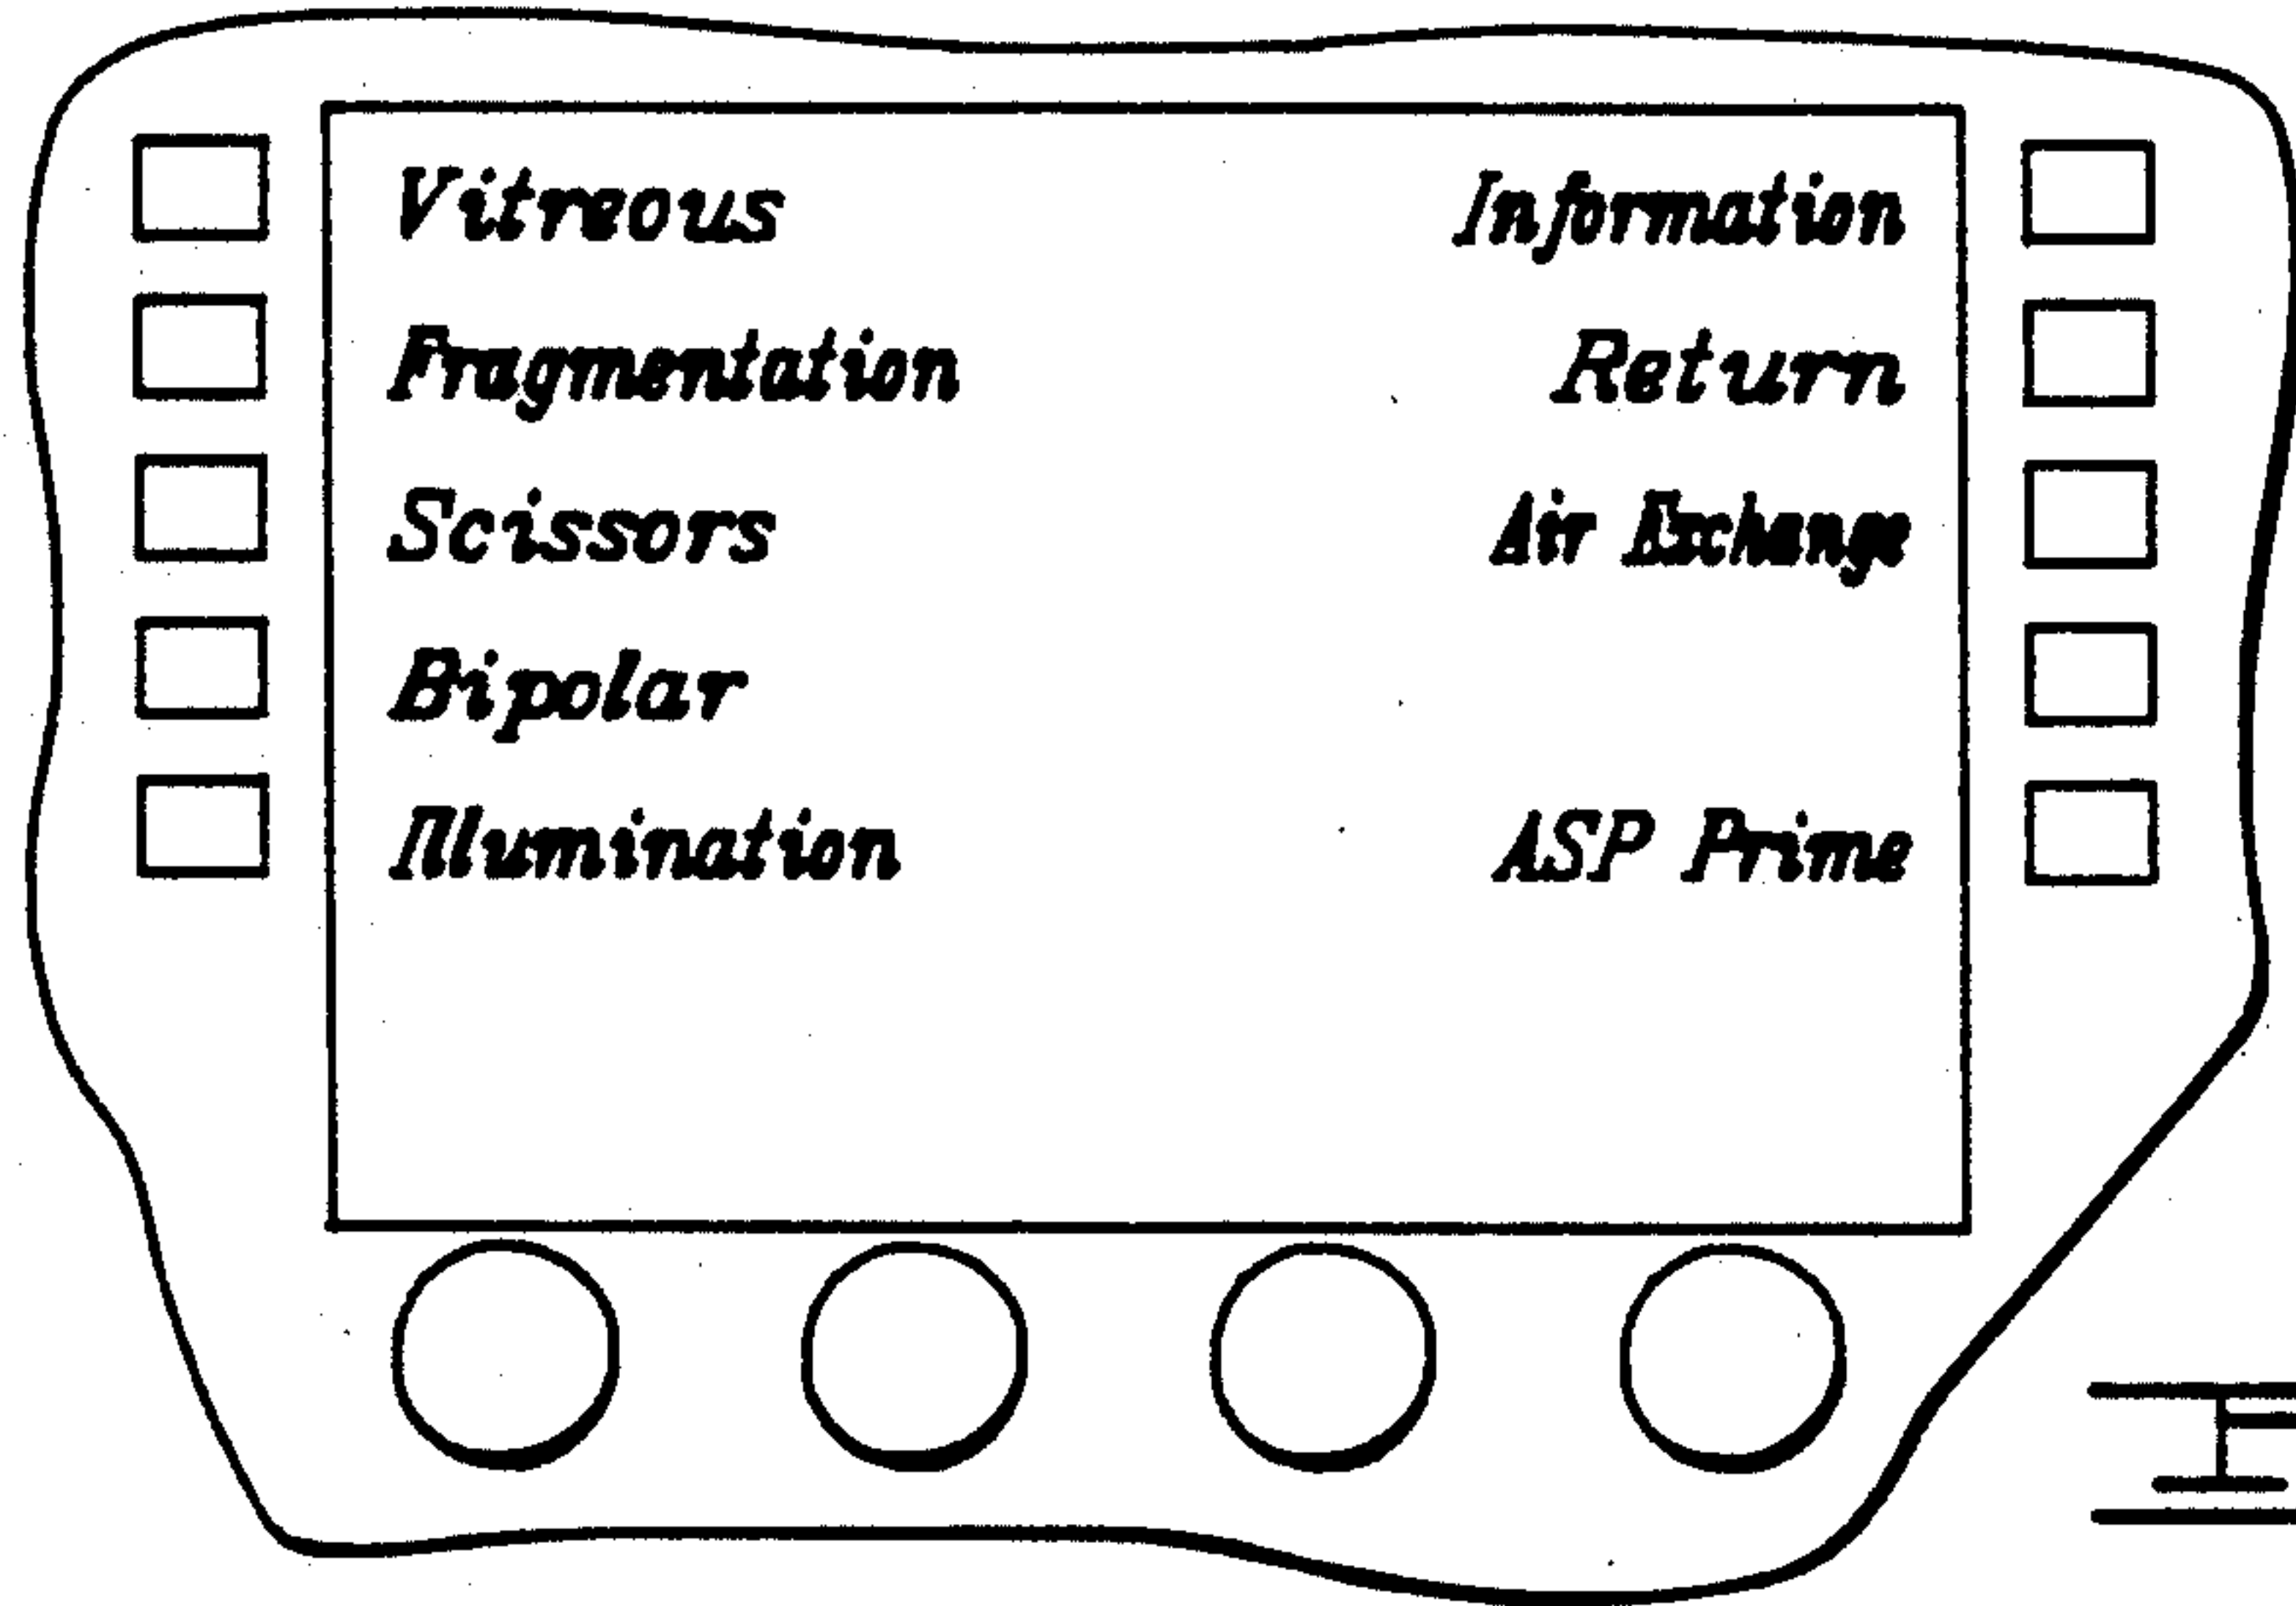 Vitreous Information
Fragmentation Return
Scissors Air Exchange
Bipolar
Illumination ASP Prime